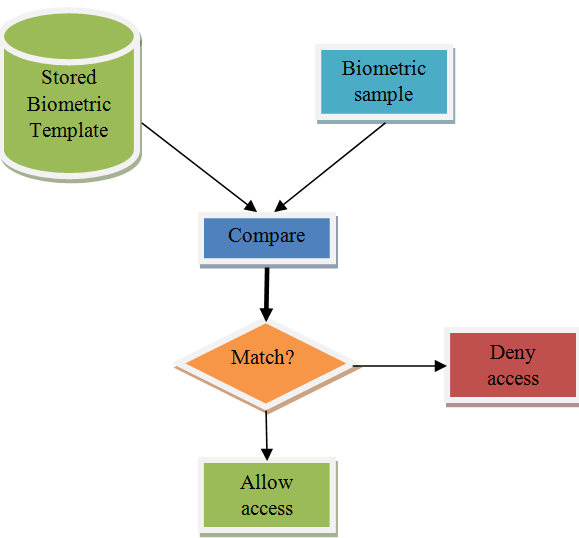 Stored
Biometric
Template
Biometric
sample
Compare
Match?
Deny
access
Allow
access